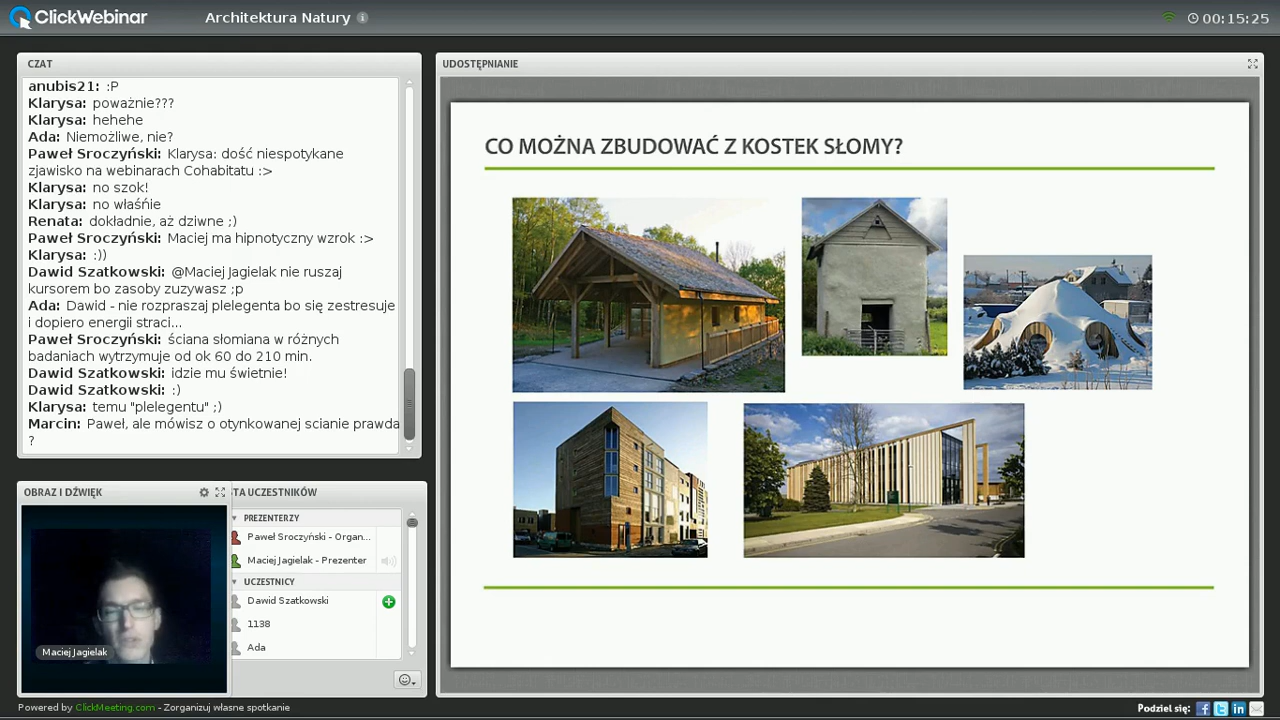 ClickWebinar
Architektura Natury
00:15:25
CZAT
anubis21: :P
Klarysa: poważnie???
Klarysa: hehehe
Ada: Niemożliwe, nie?
Paweł Sroczyński: Klarysa: dość niespotykane
zjawisko na webinarach Cohabitatu :>
Klarysa: no szok!
Klarysa: no właśńie
Renata: dokładnie, aż dziwne ;)
Paweł Sroczyński: Maciej ma hipnotyczny wzrok :>
Klarysa: :))
Dawid Szatkowski: @Maciej Jagielak nie ruszaj
kursorem bo zasoby zuzywasz ;p
Ada: Dawid - nie rozpraszaj plelegenta bo się zestresuje
i dopiero energii straci...
Paweł Sroczyński: ściana słomiana w różnych
badaniach wytrzymuje od ok 60 do 210 min.
Dawid Szatkowski: idzie mu świetnie!
Dawid Szatkowski: :)
Klarysa: temu "plelegentu" ;)
Marcin: Paweł, ale mówisz o otynkowanej scianie prawda
?
OBRAZ I DŹWIĘK
Maciej Jagielak
STA UCZESTNIKÓW
PREZENTERZY
Paweł Sroczyński - Organ...
Maciej Jagielak - Prezenter
UCZESTNICY
Dawid Szatkowski
1138
Ada
UDOSTĘPNIANIE
CO MOŻNA ZBUDOWAĆ Z KOSTEK SŁOMY?
Powered by ClickMeeting.com - Zorganizuj własne spotkanie
Podziel się: